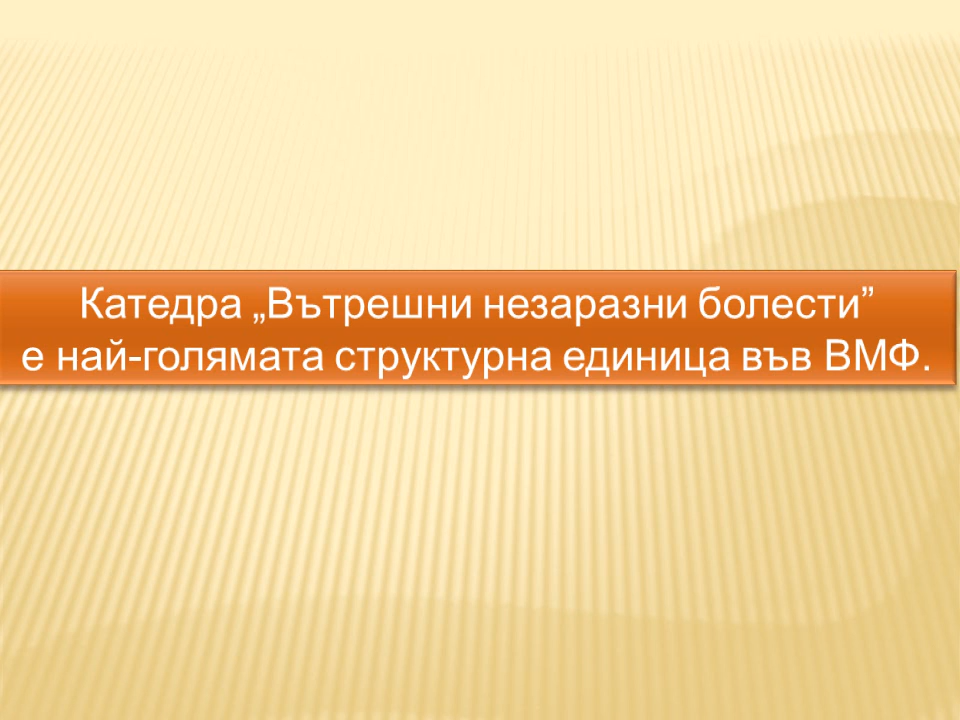 Катедра „Вътрешни незаразни болести”
е най-голямата структурна единица във ВМФ.